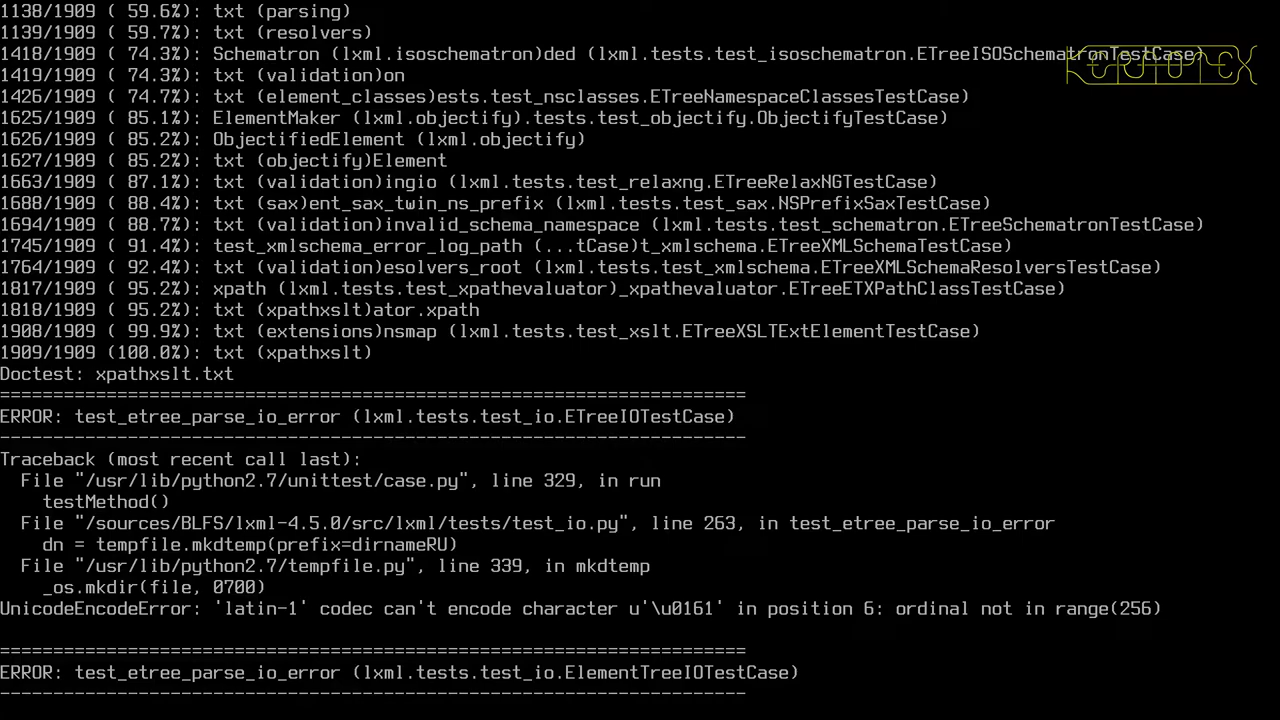 1138/1909 ( 59.6%): txt (parsing)
1139/1909 ( 59.7%): txt (resolvers)
1418/1909 ( 74.3%): Schematron (lxml.isoschematron)ded (lxml.tests.test_isoschematron.ETreeISOSchematronTestCase)
1419/1909 ( 74.3%): txt (validation)on
1426/1909 ( 74.7%): txt (element_classes)ests.test_nsclasses.ETreeNamespaceClassesTestCase)
1625/1909 ( 85.1%): ElementMaker (lxml.objectify).tests.test_objectify.ObjectifyTestCase)
1626/1909 ( 85.2%): ObjectifiedElement (lxml.objectify)
1627/1909 ( 85.2%): txt (objectify)Element
1663/1909 ( 87.1%): txt (validation)ingio (lxml.tests.test_relaxng.ETreeRelaxNGTestCase)
1688/1909 ( 88.4%): txt (sax)ent_sax_twin_ns_prefix (lxml.tests.test_sax.NSPrefixSaxTestCase)
1694/1909 ( 88.7%): txt (validation)invalid_schema_namespace (lxml.tests.test_schematron.ETreeSchematronTestCase)
1745/1909 ( 91.4%): test_xmlschema_error_log_path (...tCase)t_xmlschema.ETreeXMLSchemaTestCase)
1764/1909 ( 92.4%): txt (validation)esolvers_root (lxml.tests.test_xmlschema.ETreeXMLSchemaResolversTestCase)
1817/1909 ( 95.2%): xpath (lxml.tests.test_xpathevaluator)_xpathevaluator.ETreeETXPathClassTestCase)
1818/1909 ( 95.2%): txt (xpathxslt)ator.xpath
1908/1909 ( 99.9%): txt (extensions)nsmap (lxml.tests.test_xslt.ETreeXSLTExtElementTestCase)
1909/1909 (100.0%): txt (xpathxslt)
Doctest: xpathxslt.txt
======================================================================
ERROR: test_etree_parse_io_error (lxml.tests.test_io.ETreeIOTestCase)
----------------------------------------------------------------------
Traceback (most recent call last):
  File "/usr/lib/python2.7/unittest/case.py", line 329, in run
    testMethod()
  File "/sources/BLFS/lxml-4.5.0/src/lxml/tests/test_io.py", line 263, in test_etree_parse_io_error
    dn = tempfile.mkdtemp(prefix=dirnameRU)
  File "/usr/lib/python2.7/tempfile.py", line 339, in mkdtemp
    _os.mkdir(file, 0700)
UnicodeEncodeError: 'latin-1' codec can't encode character u'\u0161' in position 6: ordinal not in range(256)

======================================================================
ERROR: test_etree_parse_io_error (lxml.tests.test_io.ElementTreeIOTestCase)
----------------------------------------------------------------------